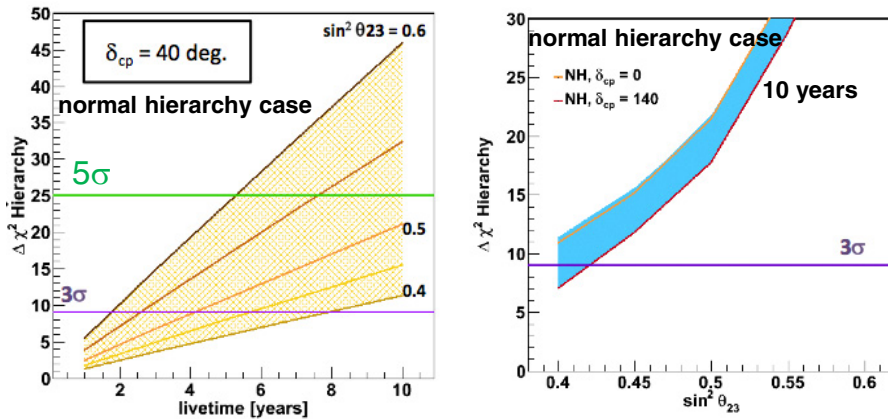 50
45
40
35
30
25
20
15
10
5
0
Δ χ² Hierarchy
δcp = 40 deg.
sin² θ23 = 0.6
normal hierarchy case
5σ
0.5
3σ
0.4
2 4 6 8 10
livetime [years]
30
25
20
15
10
5
0
Δ χ² Hierarchy
normal hierarchy case
NH, δcp = 0
NH, δcp = 140
10 years
3σ
0.4 0.45 0.5 0.55 0.6
sin² θ23